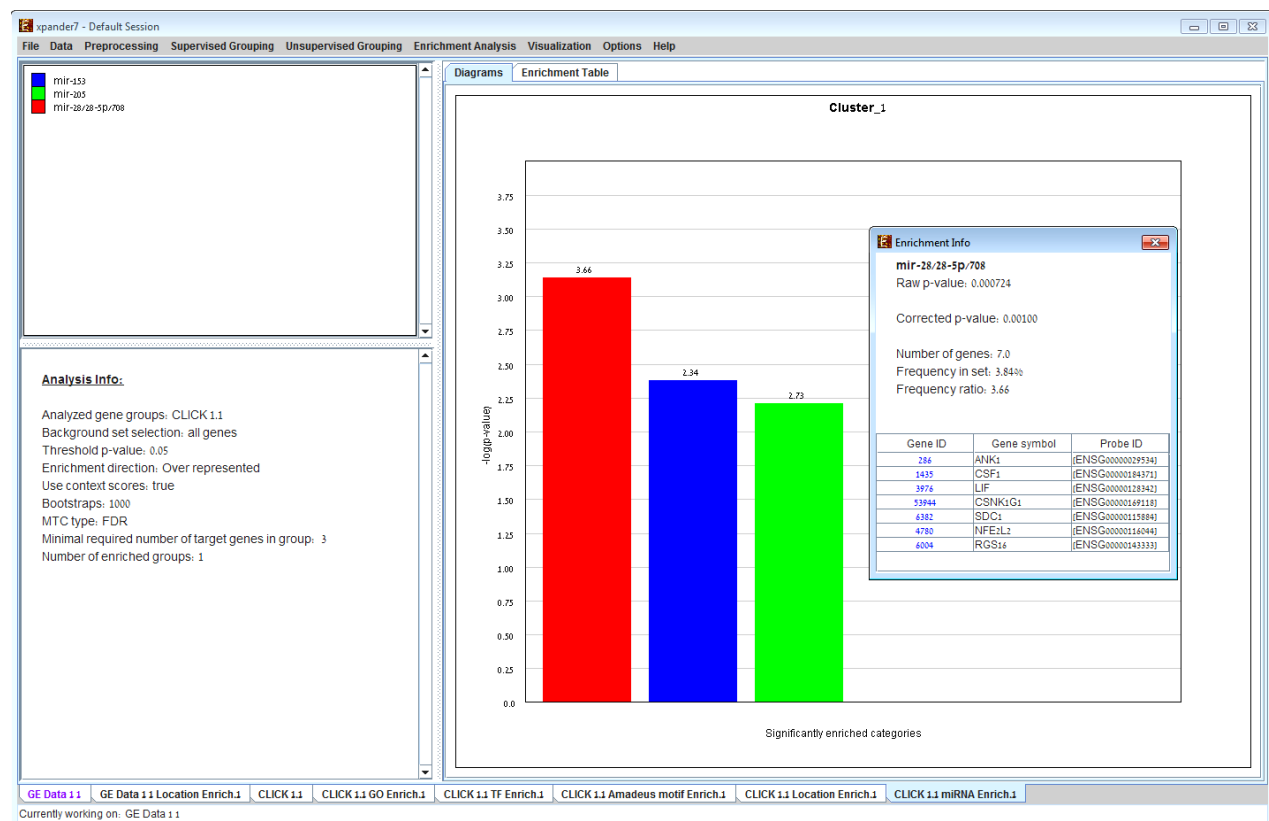 xpander7 - Default Session
File Data Preprocessing Supervised Grouping Unsupervised Grouping Enrichment Analysis Visualization Options Help
mir-153
mir-205
mir-28/28-5p/708
Analysis Info:
Analyzed gene groups: CLICK 1.1
Background set selection: all genes
Threshold p-value: 0.05
Enrichment direction: Over represented
Use context scores: true
Bootstraps: 1000
MTC type: FDR
Minimal required number of target genes in group: 3
Number of enriched groups: 1
Diagrams Enrichment Table
Cluster_1
-log(p-value)
3.75
3.50
3.25
3.00
2.75
2.50
2.25
2.00
1.75
1.50
1.25
1.00
0.75
0.50
0.25
0.0
3.66
2.34
2.73
Significantly enriched categories
Enrichment Info
mir-28/28-5p/708
Raw p-value: 0.000724
Corrected p-value: 0.00100
Number of genes: 7.0
Frequency in set: 3.84%
Frequency ratio: 3.66
Gene ID Gene symbol Probe ID
286 ANK1 [ENSG00000029534]
1435 CSF1 [ENSG00000184371]
3976 LIF [ENSG00000128342]
53944 CSNK1G1 [ENSG00000169118]
6382 SDC1 [ENSG00000115884]
4780 NFE2L2 [ENSG00000116044]
6004 RGS16 [ENSG00000143333]
GE Data 1 1 GE Data 1 1 Location Enrich.1 CLICK 1.1 CLICK 1.1 GO Enrich.1 CLICK 1.1 TF Enrich.1 CLICK 1.1 Amadeus motif Enrich.1 CLICK 1.1 Location Enrich.1 CLICK 1.1 miRNA Enrich.1
Currently working on: GE Data 1 1